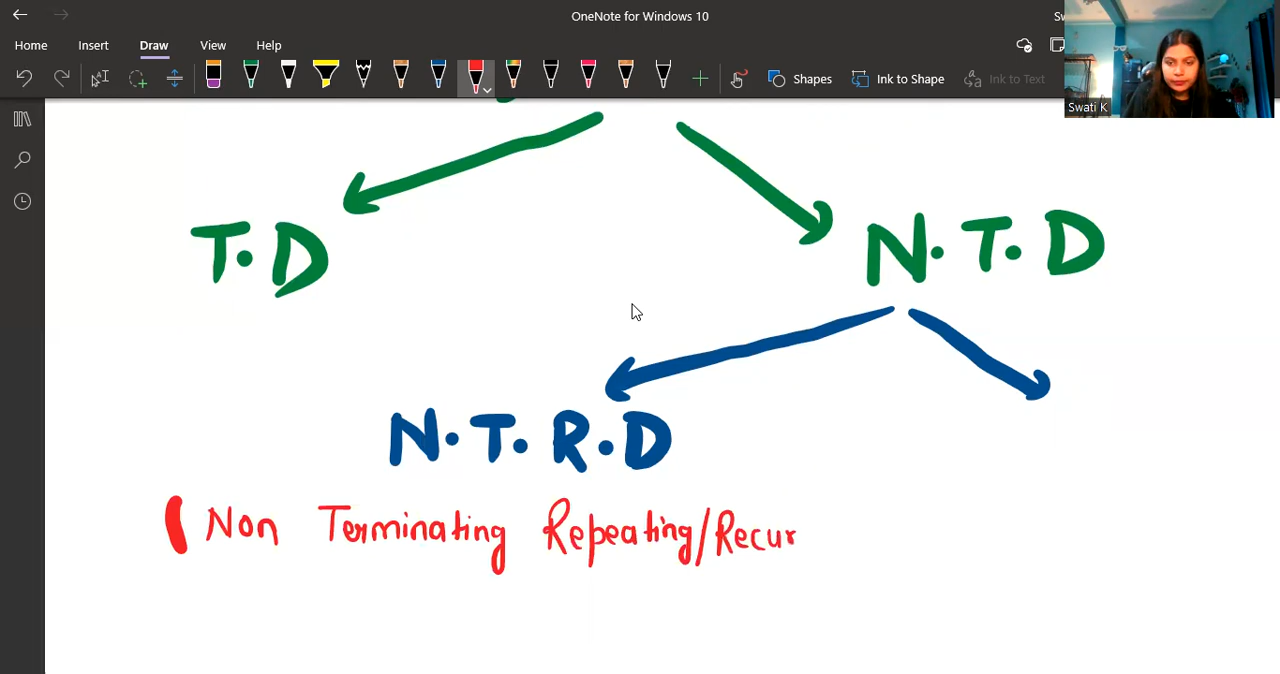 OneNote for Windows 10
Home Insert Draw View Help
Shapes Ink to Shape Ink to Text
Swati K
T.D
N.T.D
N.T.R.D
(Non Terminating Repeating/Recur